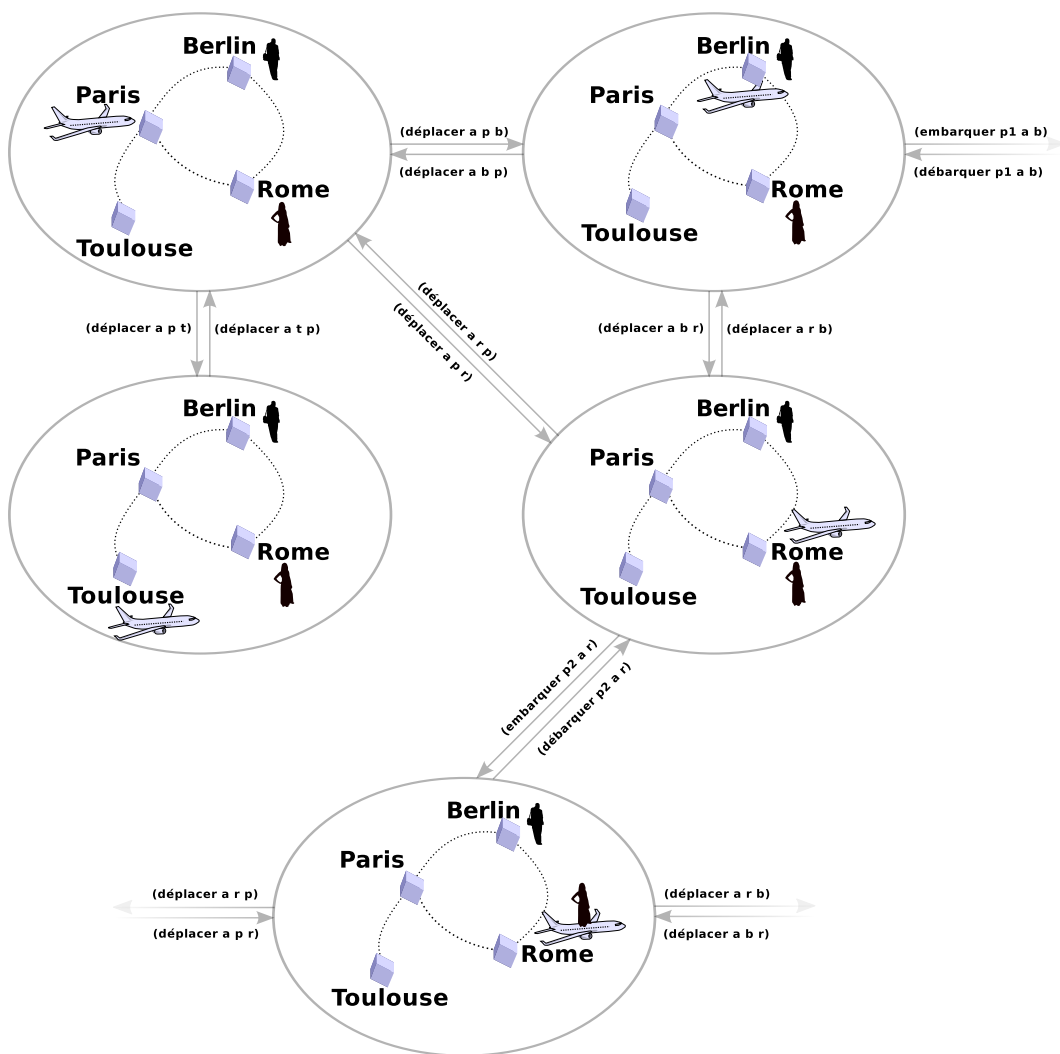 Berlin
Paris
Rome
Toulouse
(déplacer a p b)
(déplacer a b p)
Berlin
Paris
Rome
Toulouse
(embarquer p1 a b)
(débarquer p1 a b)
(déplacer a p t)
(déplacer a t p)
(déplacer a r p)
(déplacer a p r)
(déplacer a b r)
(déplacer a r b)
Berlin
Paris
Rome
Toulouse
Berlin
Paris
Rome
Toulouse
(embarquer p2 a r)
(débarquer p2 a r)
(déplacer a r p)
(déplacer a p r)
Berlin
Paris
Rome
Toulouse
(déplacer a r b)
(déplacer a b r)